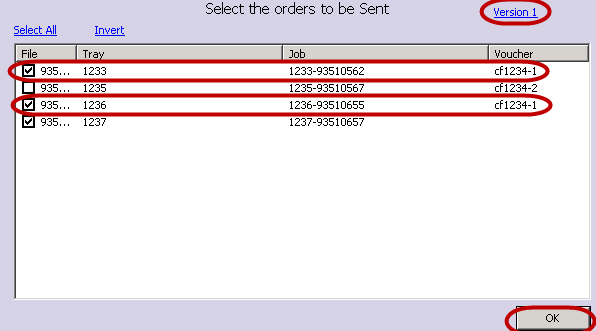 Select the orders to be Sent
Version 1
Select All Invert
File Tray Job Voucher
935... 1233 1233-93510562 cf1234-1
935... 1235 1235-93510567 cf1234-2
935... 1236 1236-93510655 cf1234-1
935... 1237 1237-93510657
OK